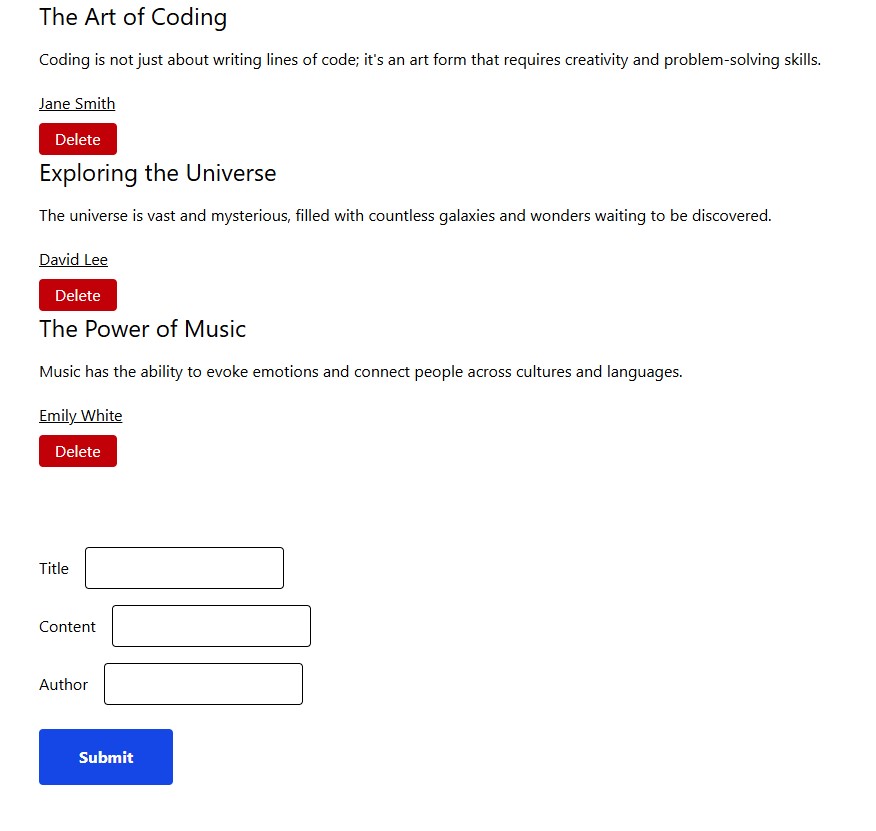 The Art of Coding
Coding is not just about writing lines of code; it's an art form that requires creativity and problem-solving skills.
Jane Smith
Delete
Exploring the Universe
The universe is vast and mysterious, filled with countless galaxies and wonders waiting to be discovered.
David Lee
Delete
The Power of Music
Music has the ability to evoke emotions and connect people across cultures and languages.
Emily White
Delete
Title
Content
Author
Submit